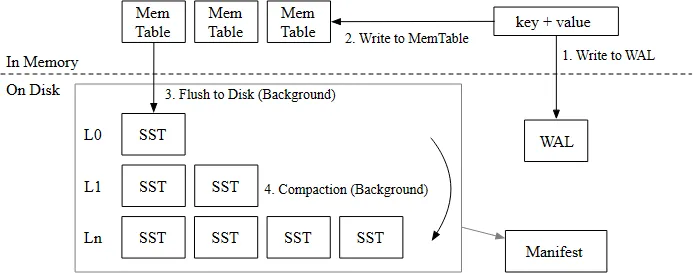 Mem
Table
Mem
Table
Mem
Table
key + value
2. Write to MemTable
1. Write to WAL
In Memory
On Disk
3. Flush to Disk (Background)
L0
SST
WAL
L1
SST
SST
4. Compaction (Background)
Ln
SST
SST
SST
SST
Manifest